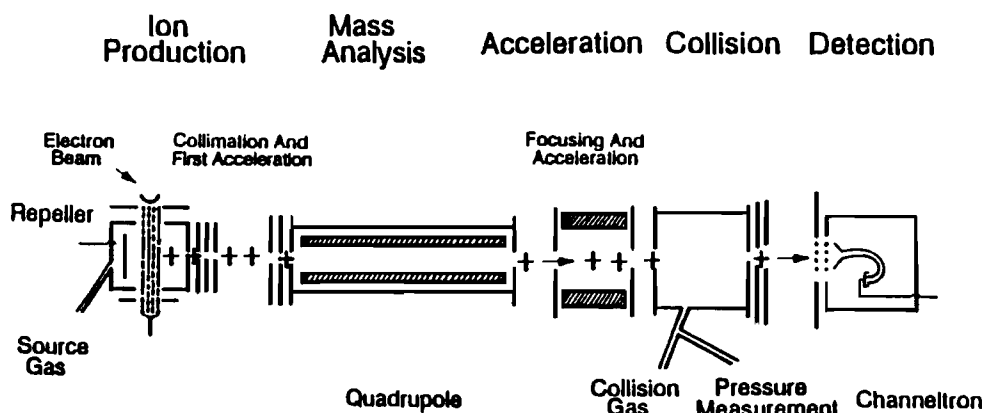 Ion
Production
Mass
Analysis
Acceleration
Collision
Detection
Electron
Beam
Collimation And
First Acceleration
Focusing And
Acceleration
Repeller
Source
Gas
Quadrupole
Collision
Gas
Pressure
Measurement
Channeltron